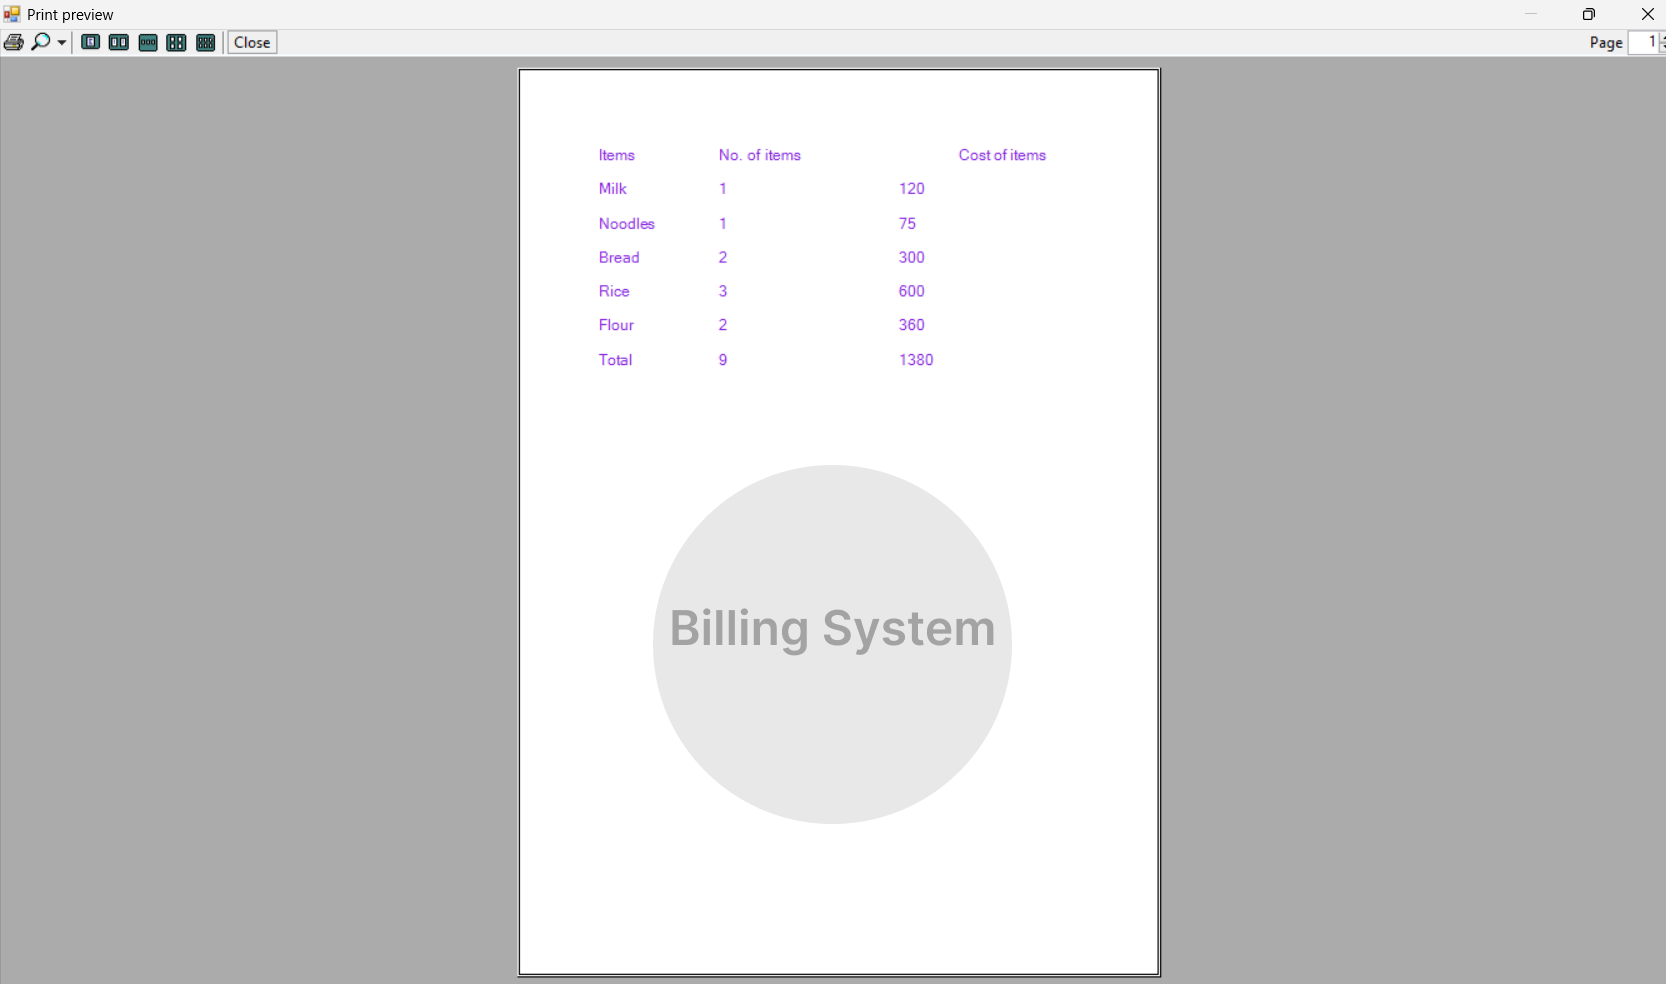 Print preview
Close
Page 1
Items No. of items Cost of items
Milk 1 120
Noodles 1 75
Bread 2 300
Rice 3 600
Flour 2 360
Total 9 1380
Billing System